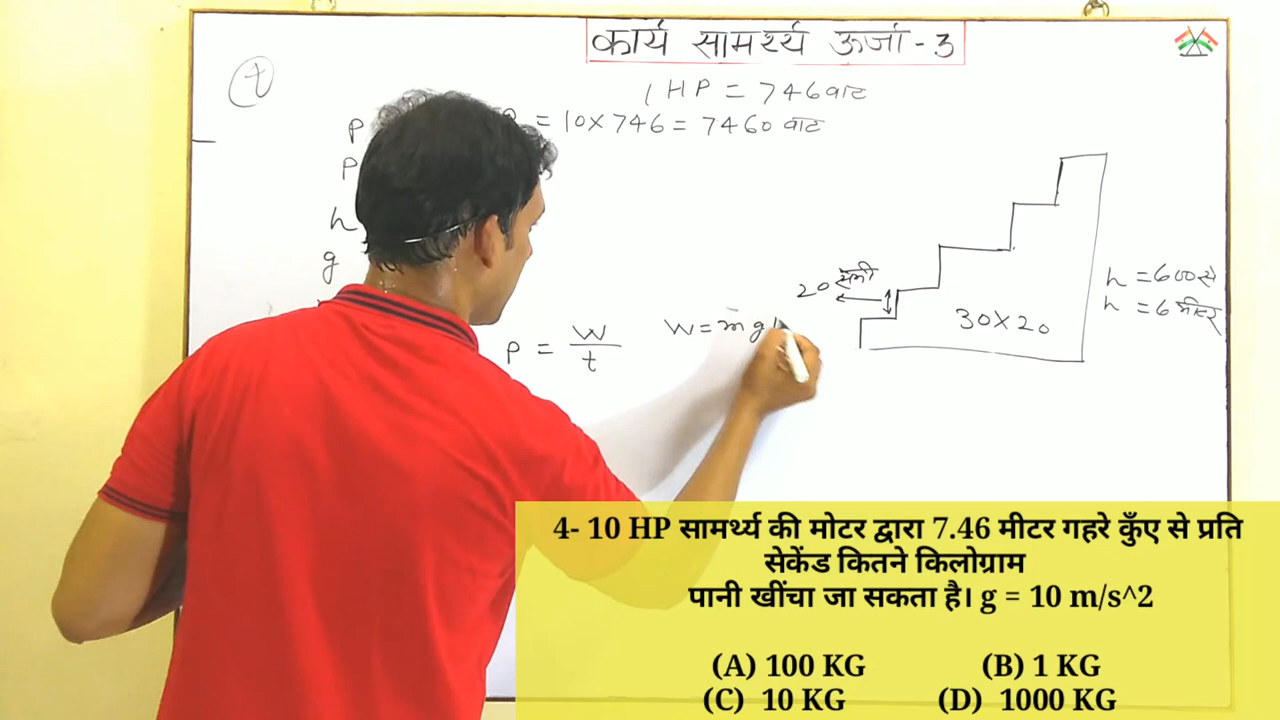 कार्य सामर्थ्य ऊर्जा - 3
t
1 HP = 746 वाट
P = 10 x 746 = 7460 वाट
P
h
g
20 सेमी
h = 600 से
h = 6 मीटर
30 x 20
P = W/t W = m g h
4- 10 HP सामर्थ्य की मोटर द्वारा 7.46 मीटर गहरे कुँए से प्रति
सेकेंड कितने किलोग्राम
पानी खींचा जा सकता है। g = 10 m/s^2
(A) 100 KG (B) 1 KG
(C) 10 KG (D) 1000 KG